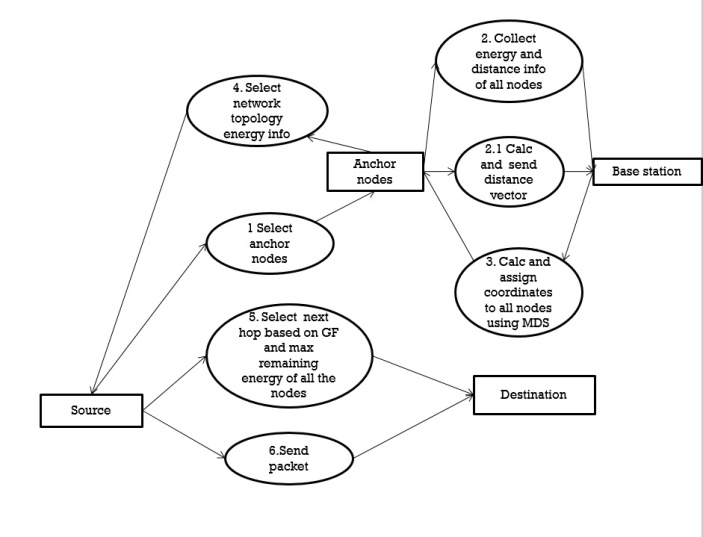 2. Collect
energy and
distance info
of all nodes
4. Select
network
topology
energy info
Anchor
nodes
2.1 Calc
and send
distance
vector
Base station
1 Select
anchor
nodes
3. Calc and
assign
coordinates
to all nodes
using MDS
5. Select next
hop based on GF
and max
remaining
energy of all the
nodes
Source
Destination
6.Send
packet